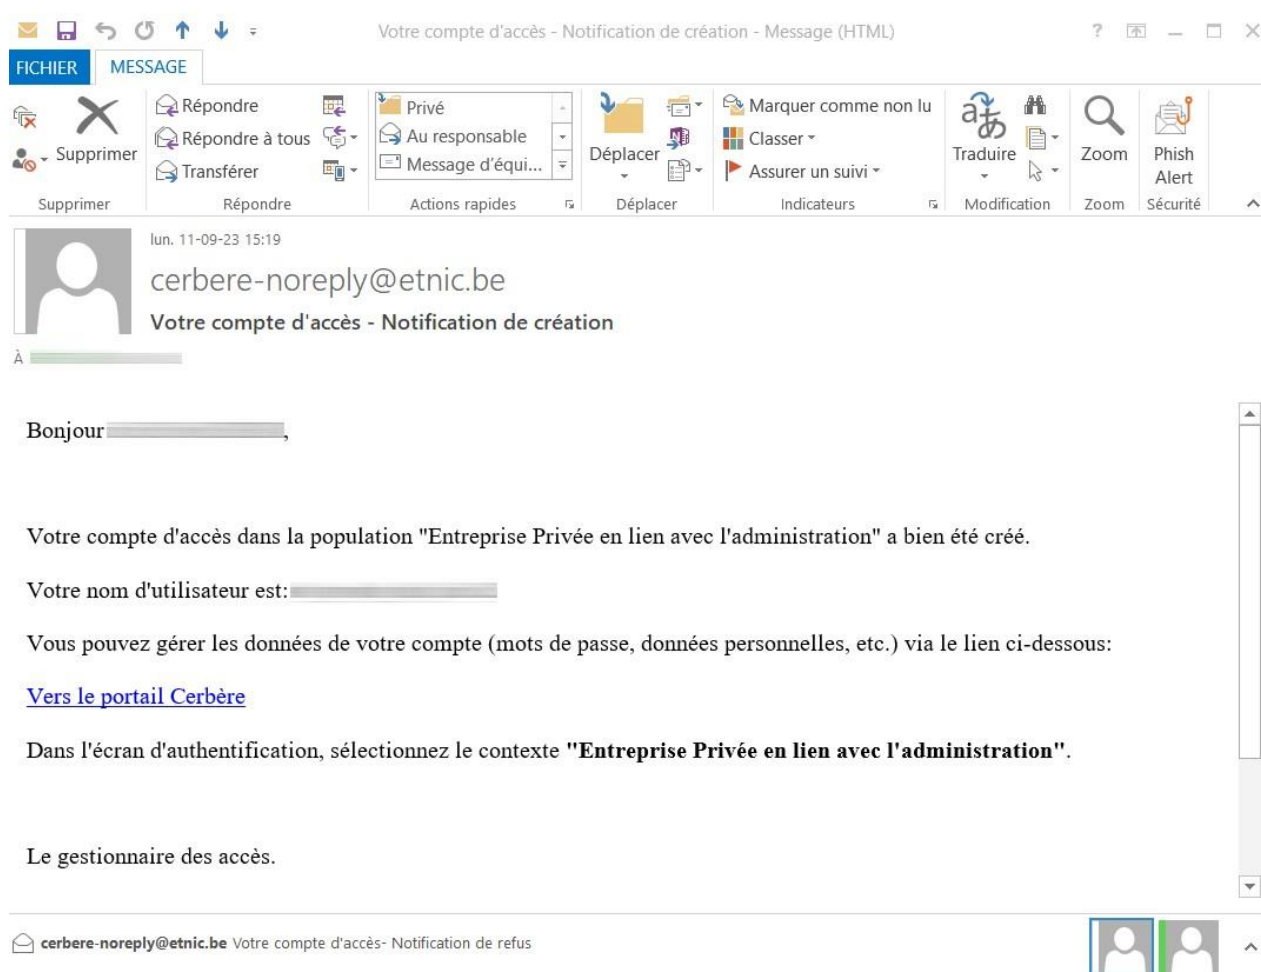 Votre compte d'accès - Notification de création - Message (HTML)
?
FICHIER MESSAGE
Supprimer
Supprimer
Répondre
Répondre à tous
Transférer
Répondre
Privé
Au responsable
Message d'équi...
Actions rapides
Déplacer
Déplacer
Marquer comme non lu
Classer
Assurer un suivi
Indicateurs
Traduire
Modification
Zoom
Zoom
Phish
Alert
Sécurité
lun. 11-09-23 15:19
cerbere-noreply@etnic.be
Votre compte d'accès - Notification de création
À
Bonjour ,
Votre compte d'accès dans la population "Entreprise Privée en lien avec l'administration" a bien été créé.
Votre nom d'utilisateur est:
Vous pouvez gérer les données de votre compte (mots de passe, données personnelles, etc.) via le lien ci-dessous:
Vers le portail Cerbère
Dans l'écran d'authentification, sélectionnez le contexte "Entreprise Privée en lien avec l'administration".
Le gestionnaire des accès.
cerbere-noreply@etnic.be Votre compte d'accès- Notification de refus